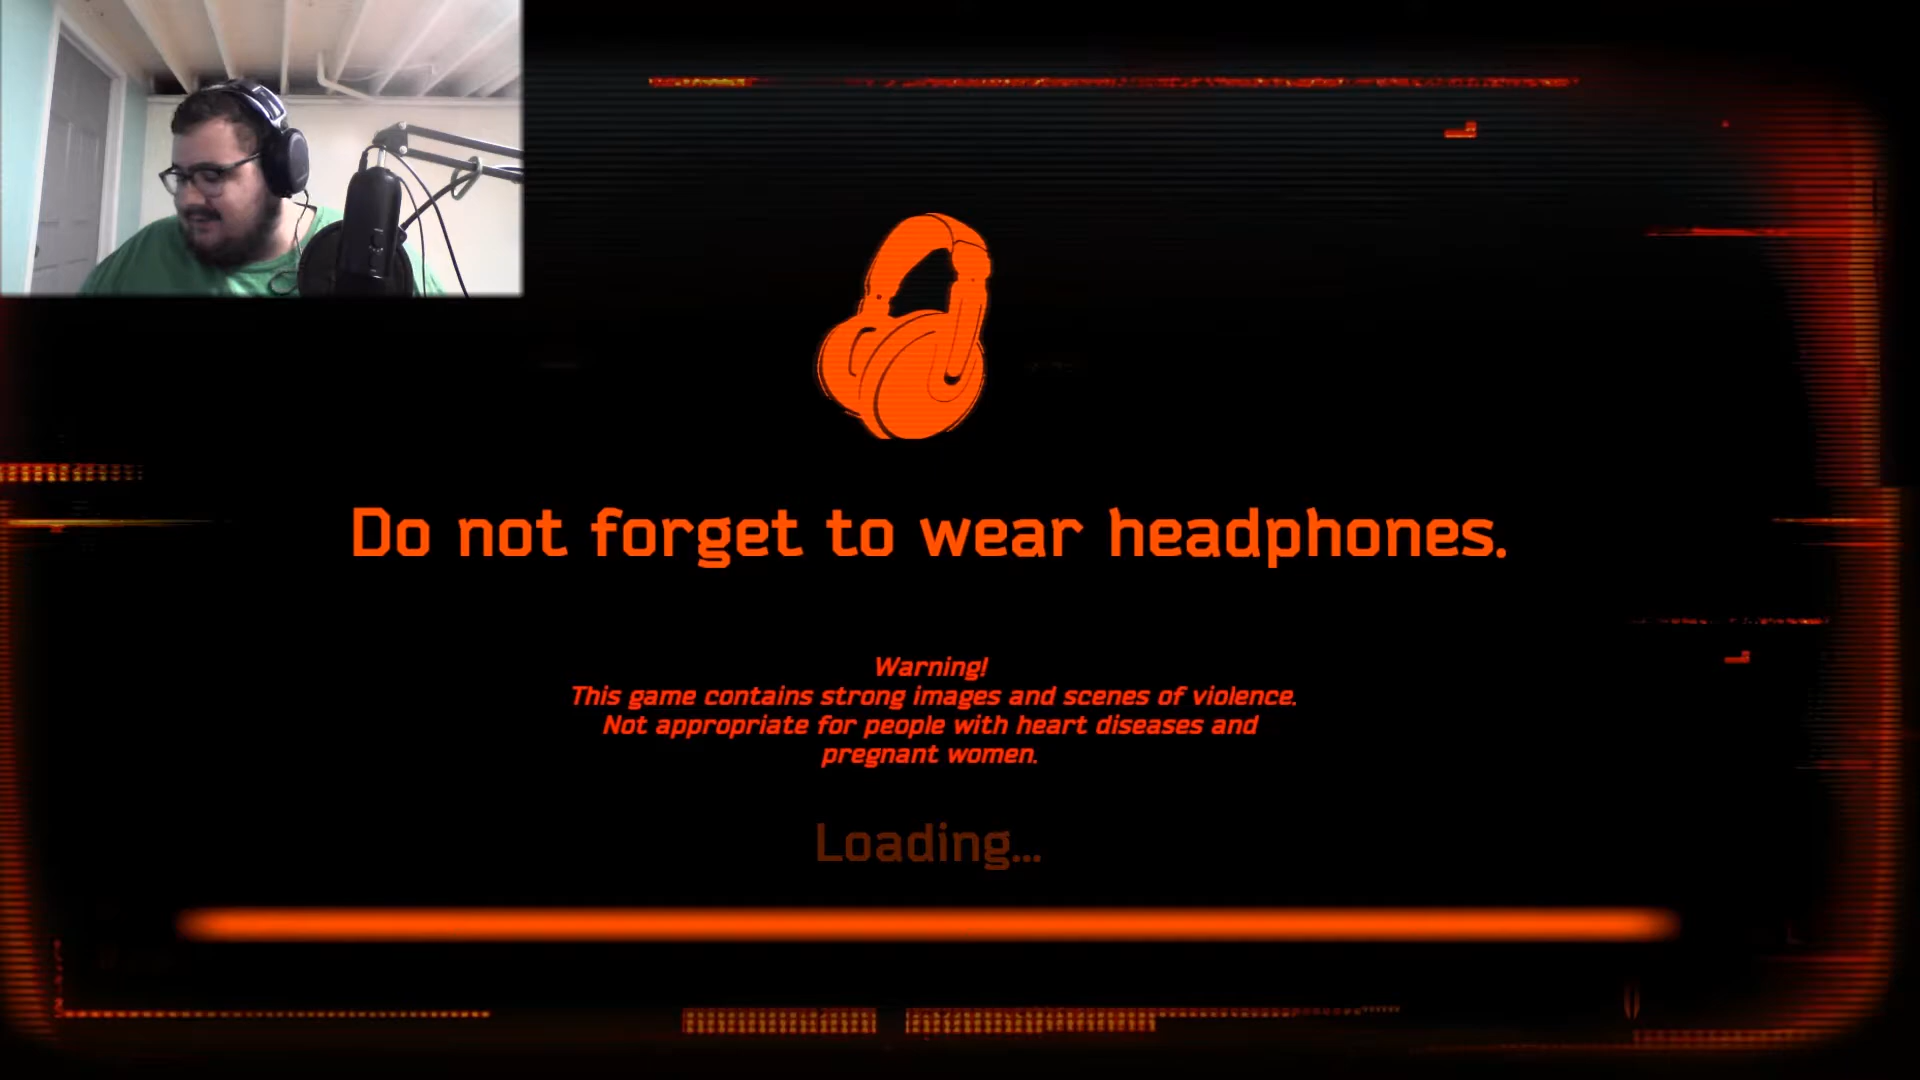 Do not forget to wear headphones.
Warning!
This game contains strong images and scenes of violence.
Not appropriate for people with heart diseases and
pregnant women.
Loading...